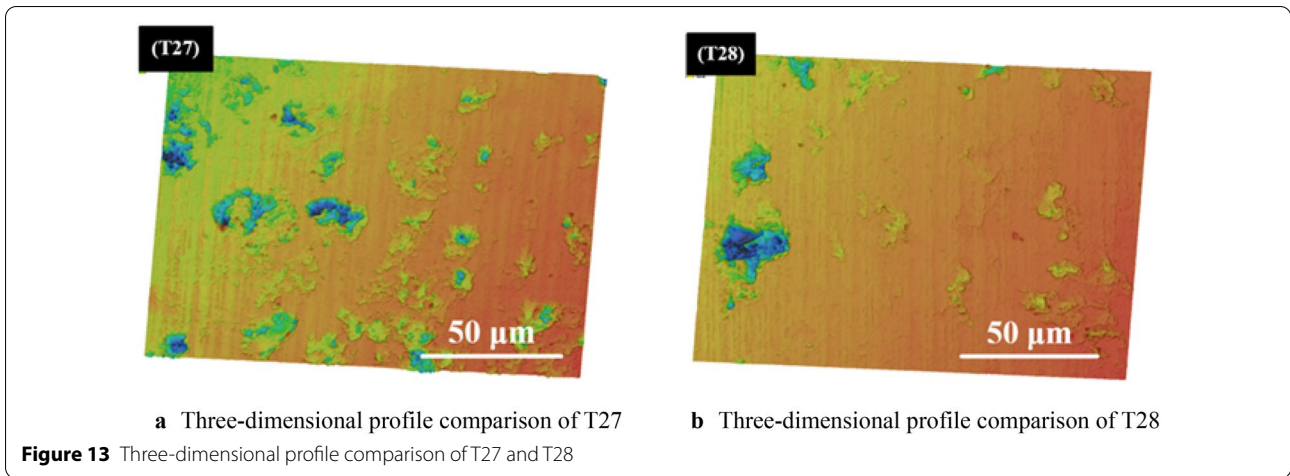 (T27)
(T28)
50 μm
50 μm
a Three-dimensional profile comparison of T27
b Three-dimensional profile comparison of T28
Figure 13 Three-dimensional profile comparison of T27 and T28